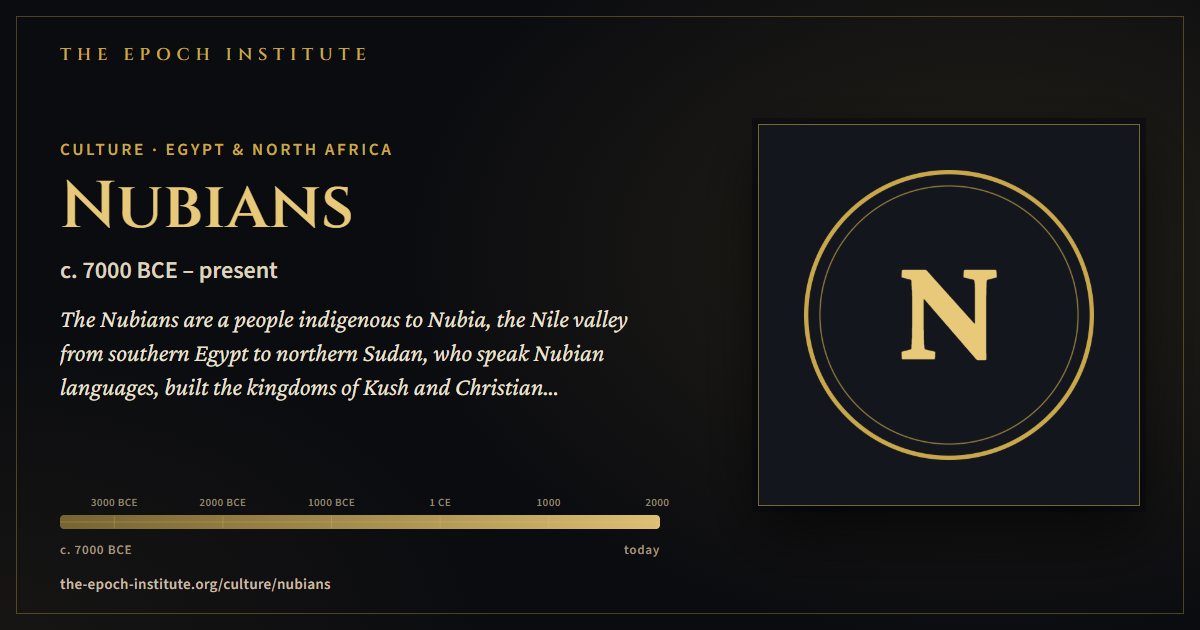 THE EPOCH INSTITUTE
CULTURE · EGYPT & NORTH AFRICA
NUBIANS
c. 7000 BCE – present
The Nubians are a people indigenous to Nubia, the Nile valley
from southern Egypt to northern Sudan, who speak Nubian
languages, built the kingdoms of Kush and Christian...
N
3000 BCE 2000 BCE 1000 BCE 1 CE 1000 2000
c. 7000 BCE today
the-epoch-institute.org/culture/nubians